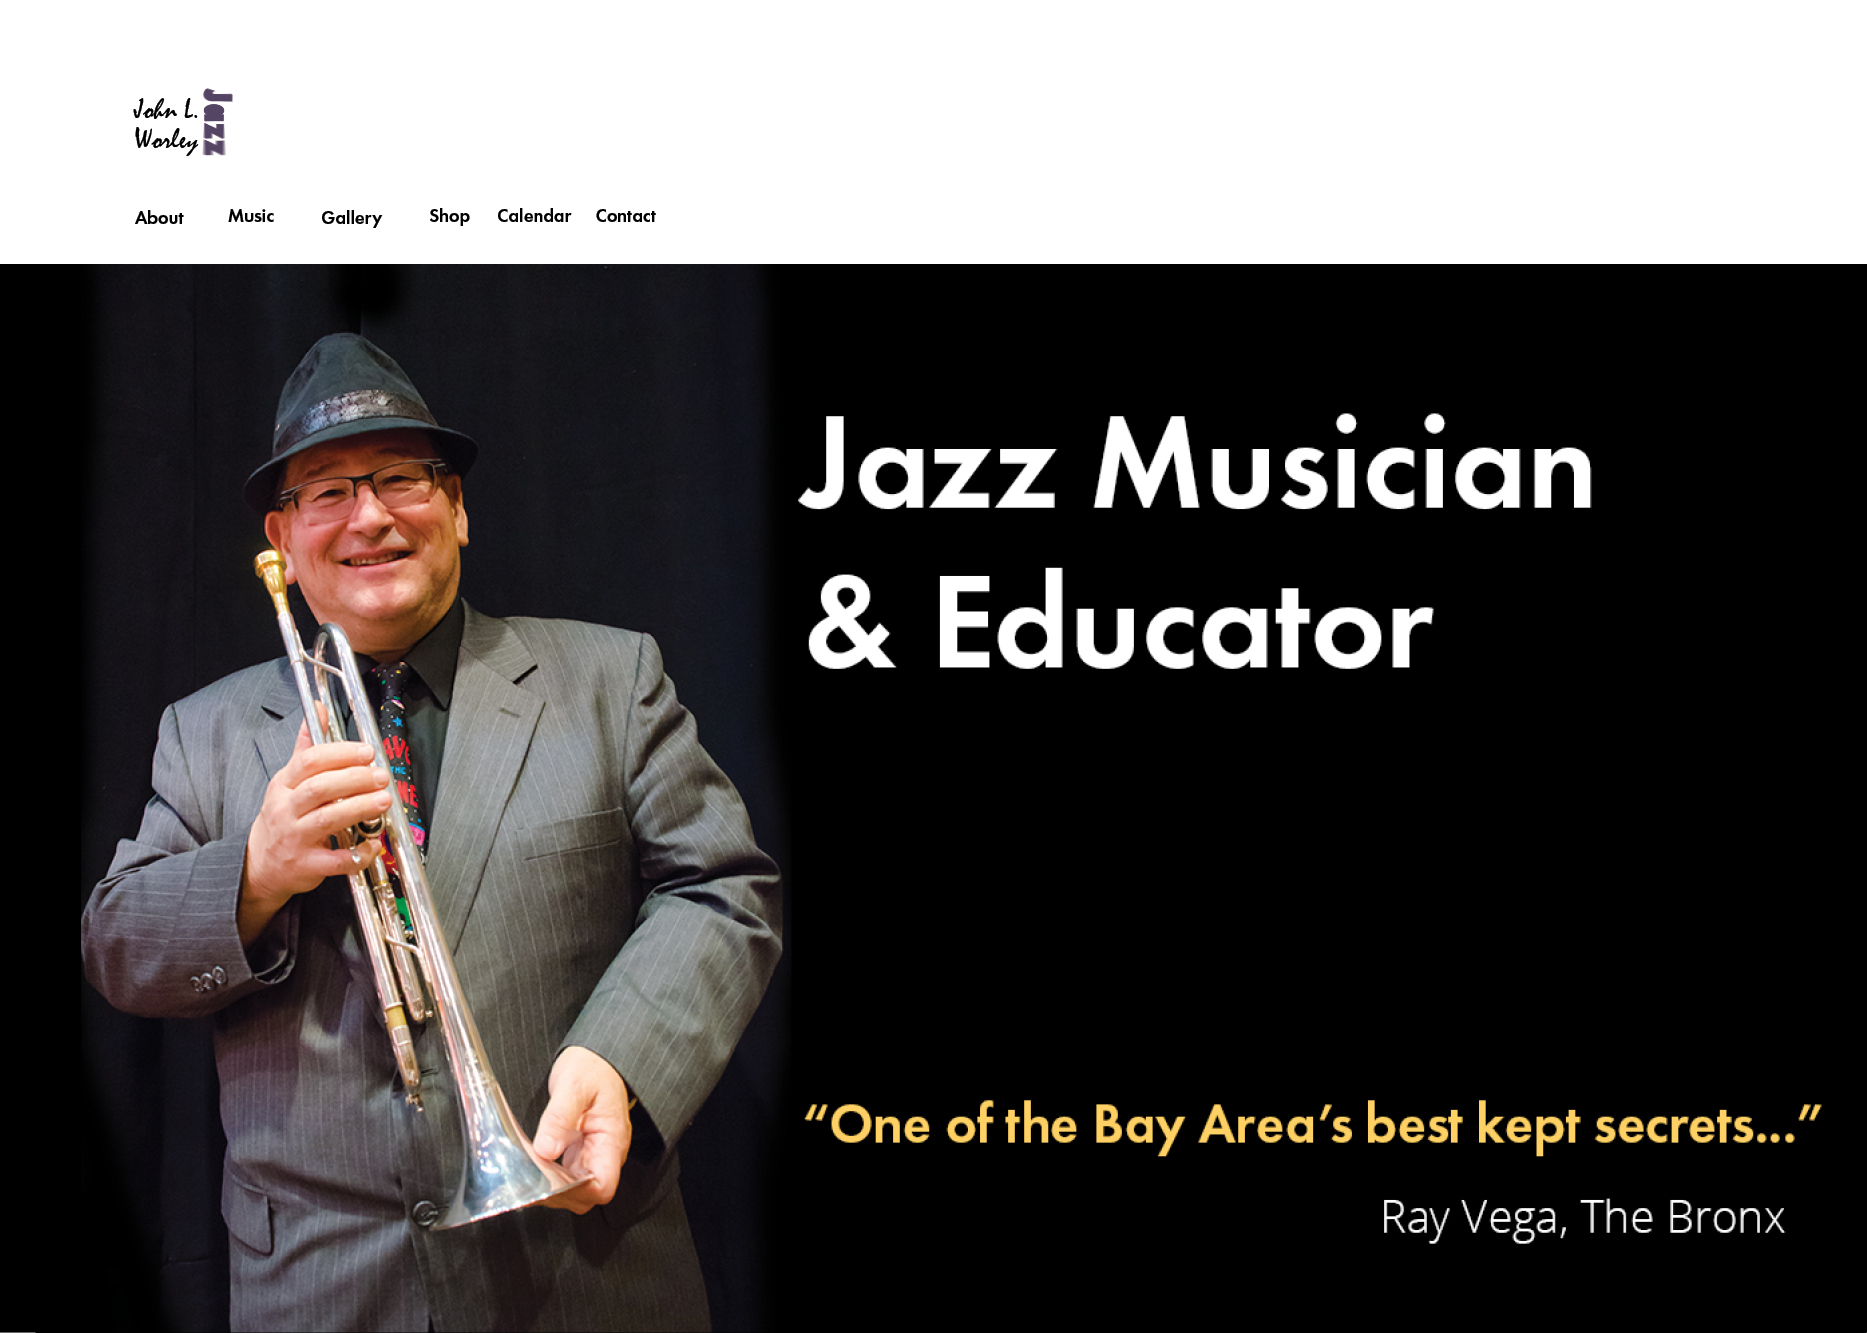 John L.
Worley
Jazz
About Music Gallery Shop Calendar Contact
Jazz Musician
& Educator
“One of the Bay Area’s best kept secrets...”
Ray Vega, The Bronx
THE